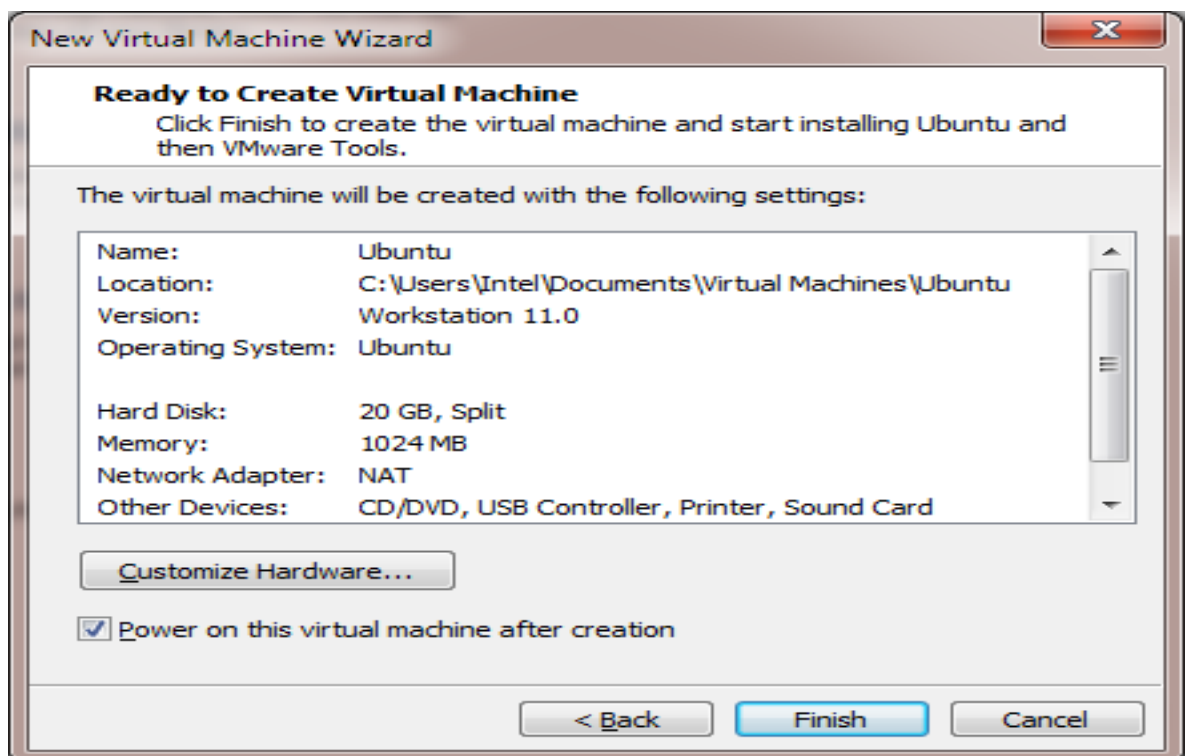 New Virtual Machine Wizard
Ready to Create Virtual Machine
Click Finish to create the virtual machine and start installing Ubuntu and
then VMware Tools.
The virtual machine will be created with the following settings:
Name: Ubuntu
Location: C:\Users\Intel\Documents\Virtual Machines\Ubuntu
Version: Workstation 11.0
Operating System: Ubuntu
Hard Disk: 20 GB, Split
Memory: 1024 MB
Network Adapter: NAT
Other Devices: CD/DVD, USB Controller, Printer, Sound Card
Customize Hardware...
Power on this virtual machine after creation
< Back Finish Cancel